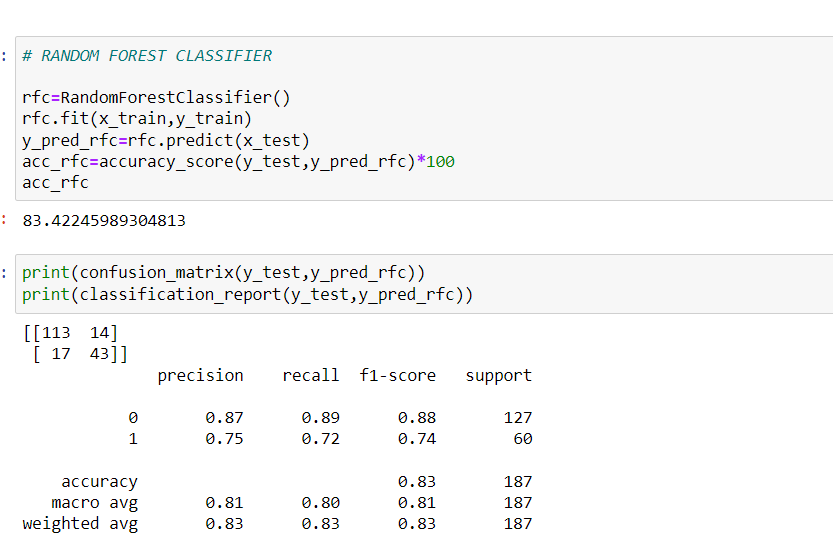 : # RANDOM FOREST CLASSIFIER
rfc=RandomForestClassifier()
rfc.fit(x_train,y_train)
y_pred_rfc=rfc.predict(x_test)
acc_rfc=accuracy_score(y_test,y_pred_rfc)*100
acc_rfc
: 83.42245989304813
: print(confusion_matrix(y_test,y_pred_rfc))
print(classification_report(y_test,y_pred_rfc))
[[113  14]
 [ 17  43]]
              precision    recall  f1-score   support
           0       0.87      0.89      0.88       127
           1       0.75      0.72      0.74        60
    accuracy                           0.83       187
   macro avg       0.81      0.80      0.81       187
weighted avg       0.83      0.83      0.83       187